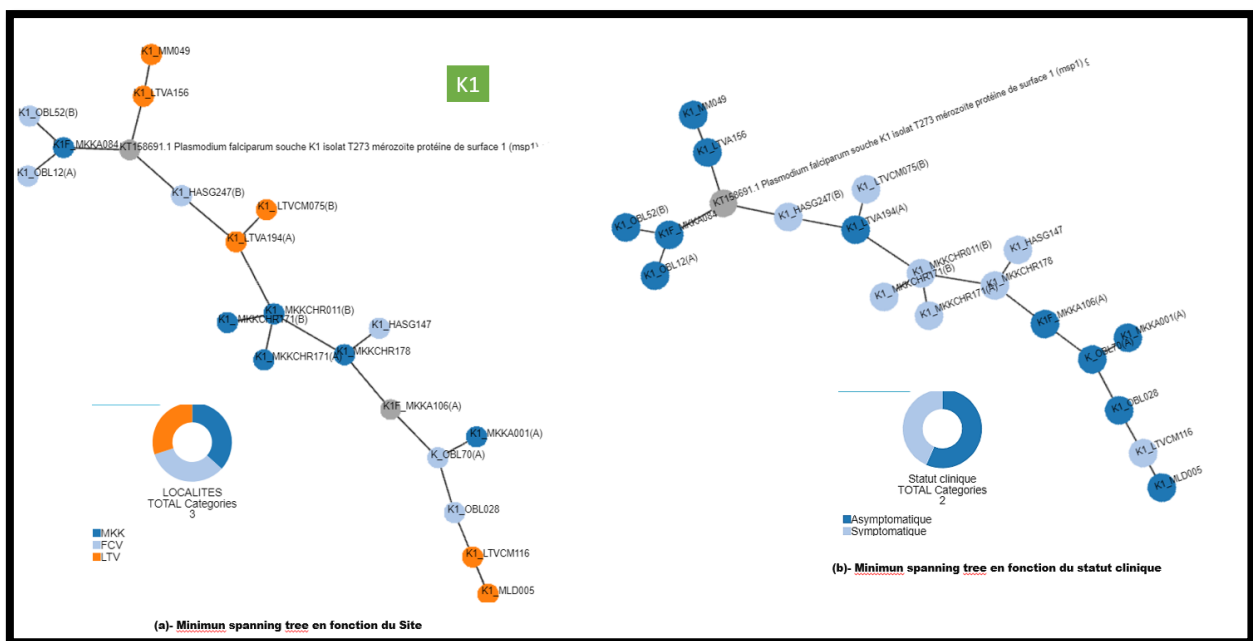 K1_MM049
K1
K1_LTVA156
K1_OBL52(B)
K1F_MKKA084
KT158691.1 Plasmodium falciparum souche K1 isolat T273 mérozoïte protéine de surface 1 (msp1)
K1_OBL12(A)
K1_HASG247(B)
K1_LTVCM075(B)
K1_LTVA194(A)
K1_MKKCHR011(B)
K1_MKKCHR171(B)
K1_HASG147
K1_MKKCHR171(A)
K1_MKKCHR178
K1F_MKKA106(A)
K1_MKKA001(A)
K_OBL70(A)
K1_OBL028
K1_LTVCM116
K1_MLD005
LOCALITES
TOTAL Categories
3
MKK
FCV
LTV
(a)- Minimun spanning tree en fonction du Site
K1_MM049
K1_LTVA156
KT158691.1 Plasmodium falciparum souche K1 isolat T273 mérozoïte protéine de surface 1 (msp1) ç
K1_OBL52(B)
K1F_MKKA084
K1_OBL12(A)
K1_HASG247(B)
K1_LTVCM075(B)
K1_LTVA194(A)
K1_MKKCHR011(B)
K1_MKKCHR171(B)
K1_MKKCHR171(A)
K1_HASG147
K1_MKKCHR178
K1F_MKKA106(A)
K1_MKKA001(A)
K_OBL70(A)
K1_OBL028
K1_LTVCM116
K1_MLD005
Statut clinique
TOTAL Categories
2
Asymptomatique
Symptomatique
(b)- Minimun spanning tree en fonction du statut clinique